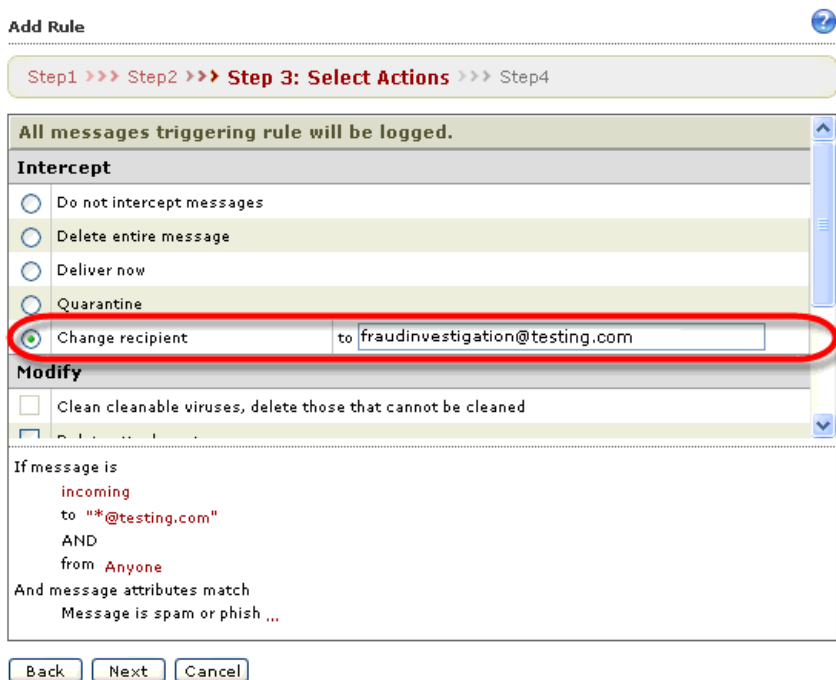 Add Rule
?
Step1 >>> Step2 >>> Step 3: Select Actions >>> Step4
All messages triggering rule will be logged.
Intercept
Do not intercept messages
Delete entire message
Deliver now
Quarantine
Change recipient to fraudinvestigation@testing.com
Modify
Clean cleanable viruses, delete those that cannot be cleaned
If message is
incoming
to "*@testing.com"
AND
from Anyone
And message attributes match
Message is spam or phish ...
Back Next Cancel